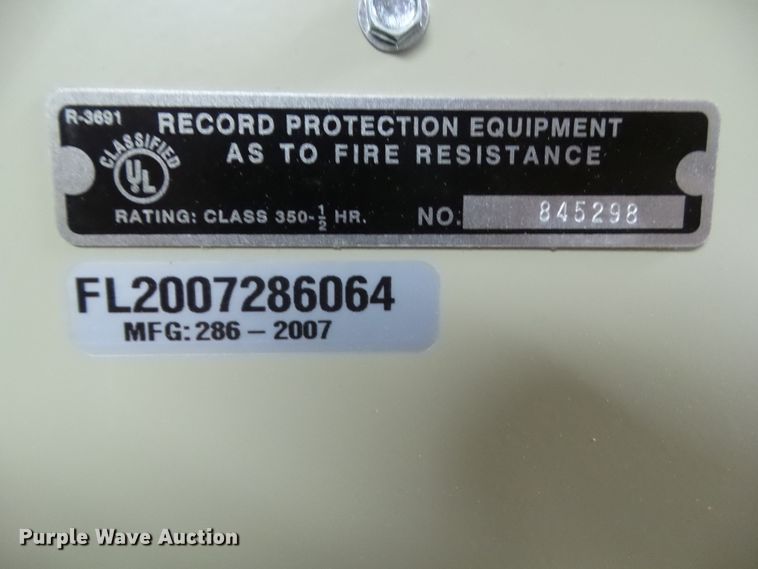 R-3691
RECORD PROTECTION EQUIPMENT
AS TO FIRE RESISTANCE
CLASSIFIED
UL
RATING: CLASS 350-½ HR. NO. 845298
FL2007286064
MFG: 286 – 2007
Purple Wave Auction